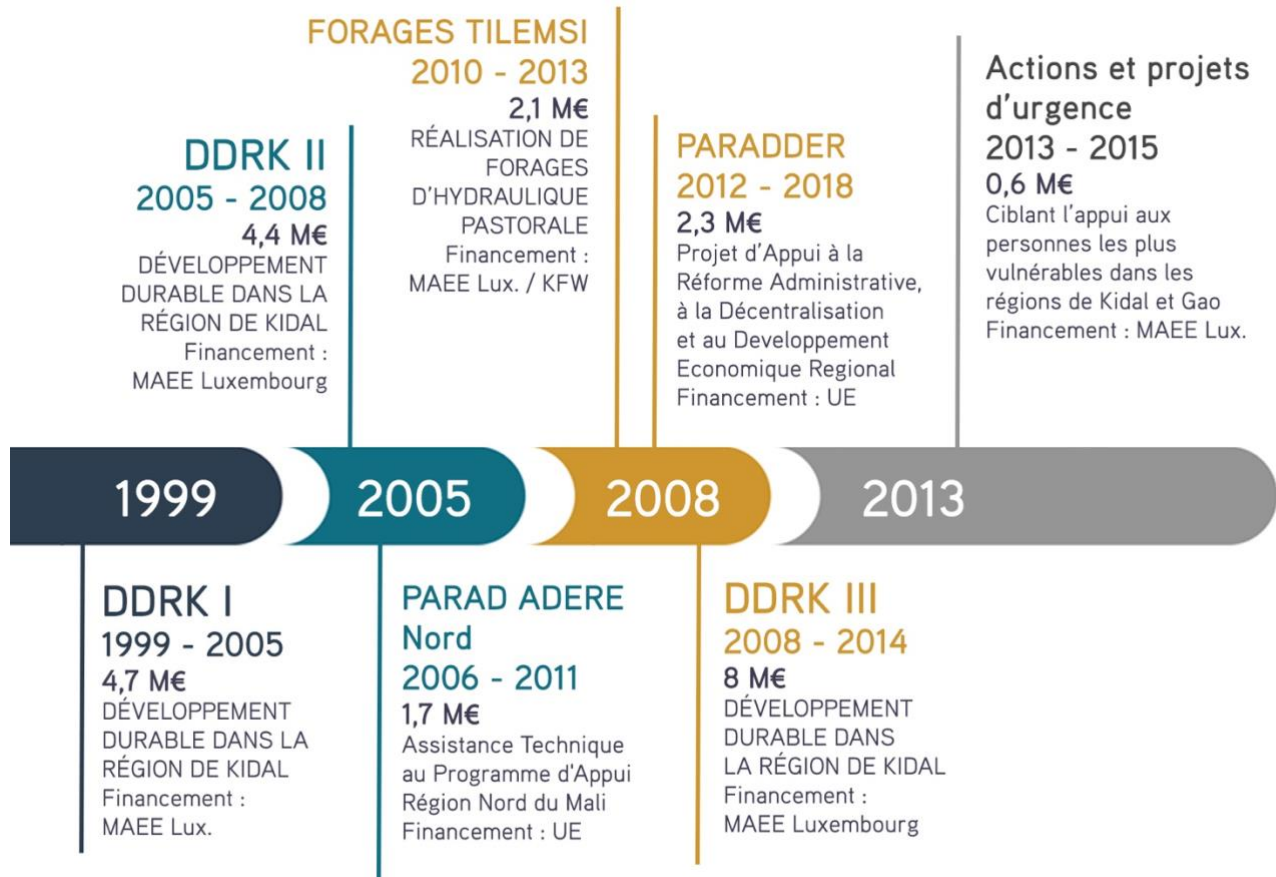 FORAGES TILEMSI
2010 - 2013
2,1 M€
RÉALISATION DE
FORAGES
D'HYDRAULIQUE
PASTORALE
Financement :
MAEE Lux. / KFW
Actions et projets
d'urgence
2013 - 2015
0,6 M€
Ciblant l'appui aux
personnes les plus
vulnérables dans les
régions de Kidal et Gao
Financement : MAEE Lux.
DDRK II
2005 - 2008
4,4 M€
DÉVELOPPEMENT
DURABLE DANS LA
RÉGION DE KIDAL
Financement :
MAEE Luxembourg
PARADDER
2012 - 2018
2,3 M€
Projet d'Appui à la
Réforme Administrative,
à la Décentralisation
et au Developpement
Economique Regional
Financement : UE
1999
2005
2008
2013
DDRK I
1999 - 2005
4,7 M€
DÉVELOPPEMENT
DURABLE DANS LA
RÉGION DE KIDAL
Financement :
MAEE Lux.
PARAD ADERE
Nord
2006 - 2011
1,7 M€
Assistance Technique
au Programme d'Appui
Région Nord du Mali
Financement : UE
DDRK III
2008 - 2014
8 M€
DÉVELOPPEMENT
DURABLE DANS
LA RÉGION DE KIDAL
Financement :
MAEE Luxembourg